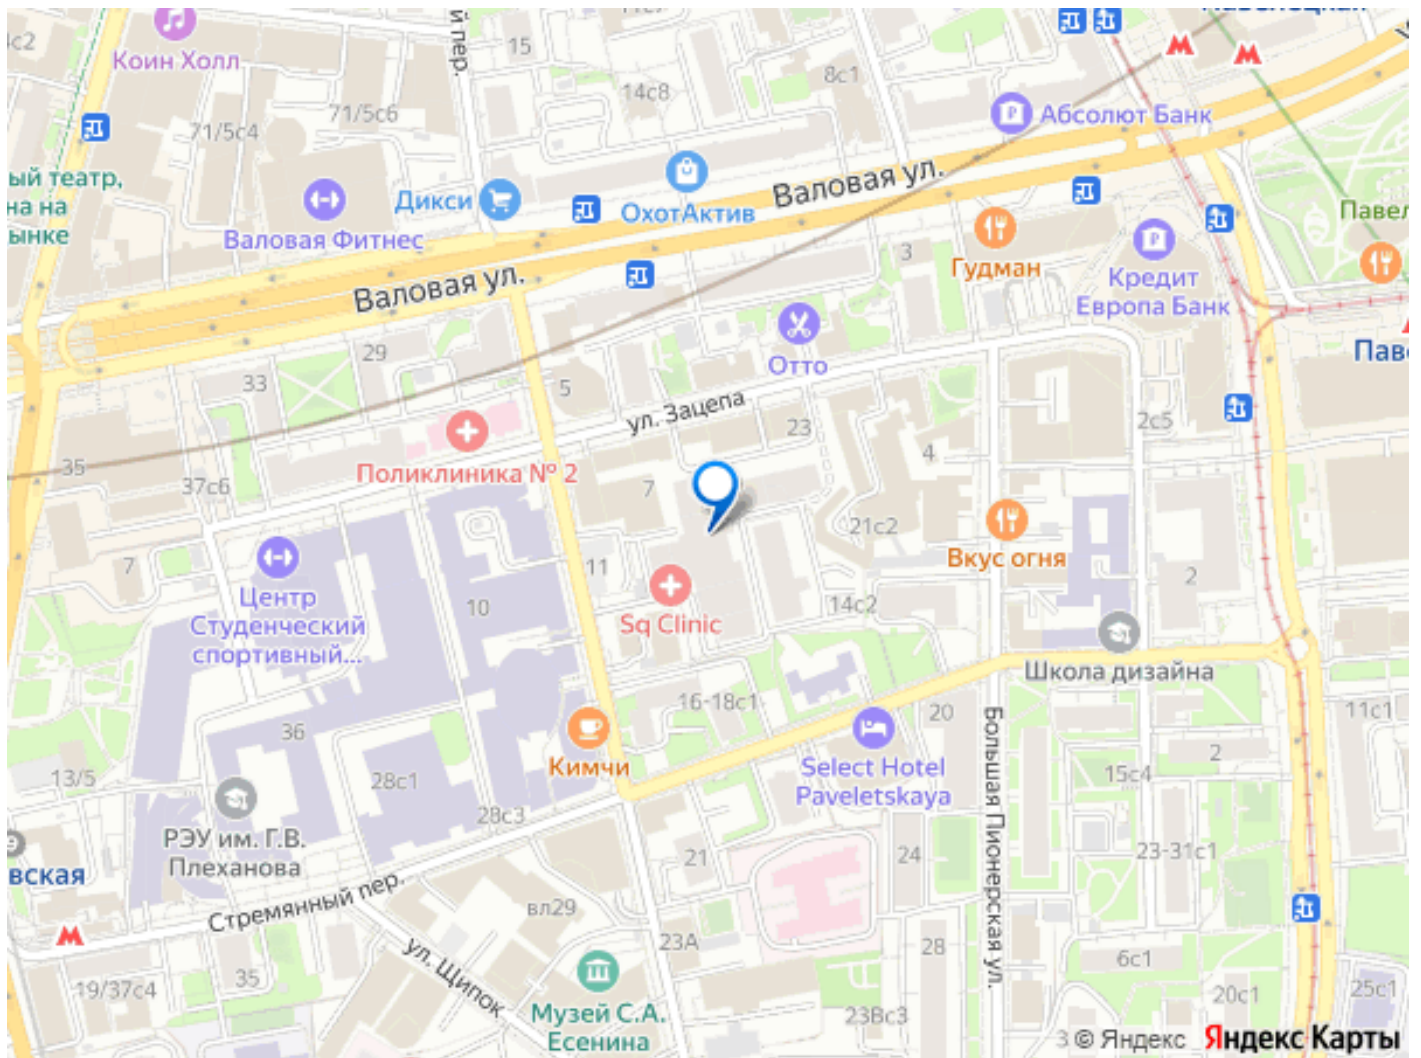 3с2
Коин Холл
й пер.
15
14с8
8с1
71/5с6
71/5с4
Абсолют Банк
ый театр,
на на
ынке
Дикси
ОхотАктив
Валовая ул.
Валовая Фитнес
Валовая ул.
3
Гудман
Кредит
Европа Банк
Павел
Отто
Паве
29
33
5
ул. Зацепа
23
2с5
4
Поликлиника № 2
35
37с6
7
21с2
Вкус огня
7
11
2
Центр
Студенческий
спортивный...
10
14с2
Sq Clinic
Школа дизайна
16-18с1
20
11с1
36
Кимчи
Select Hotel
Paveletskaya
Большая Пионерская ул.
2
13/5
28с1
15с4
28с3
РЭУ им. Г.В.
Плеханова
21
24
23-31с1
вская
Стремянный пер.
вл29
23А
28
6с1
ул. Щипок
35
19/37с4
20с1
25с1
Музей С.А.
Есенина
23Вс3
3
© Яндекс Яндекс Карты